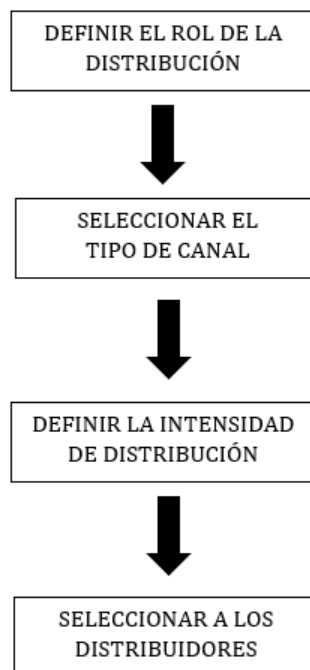 DEFINIR EL ROL DE LA
DISTRIBUCIÓN
SELECCIONAR EL
TIPO DE CANAL
DEFINIR LA INTENSIDAD
DE DISTRIBUCIÓN
SELECCIONAR A LOS
DISTRIBUIDORES